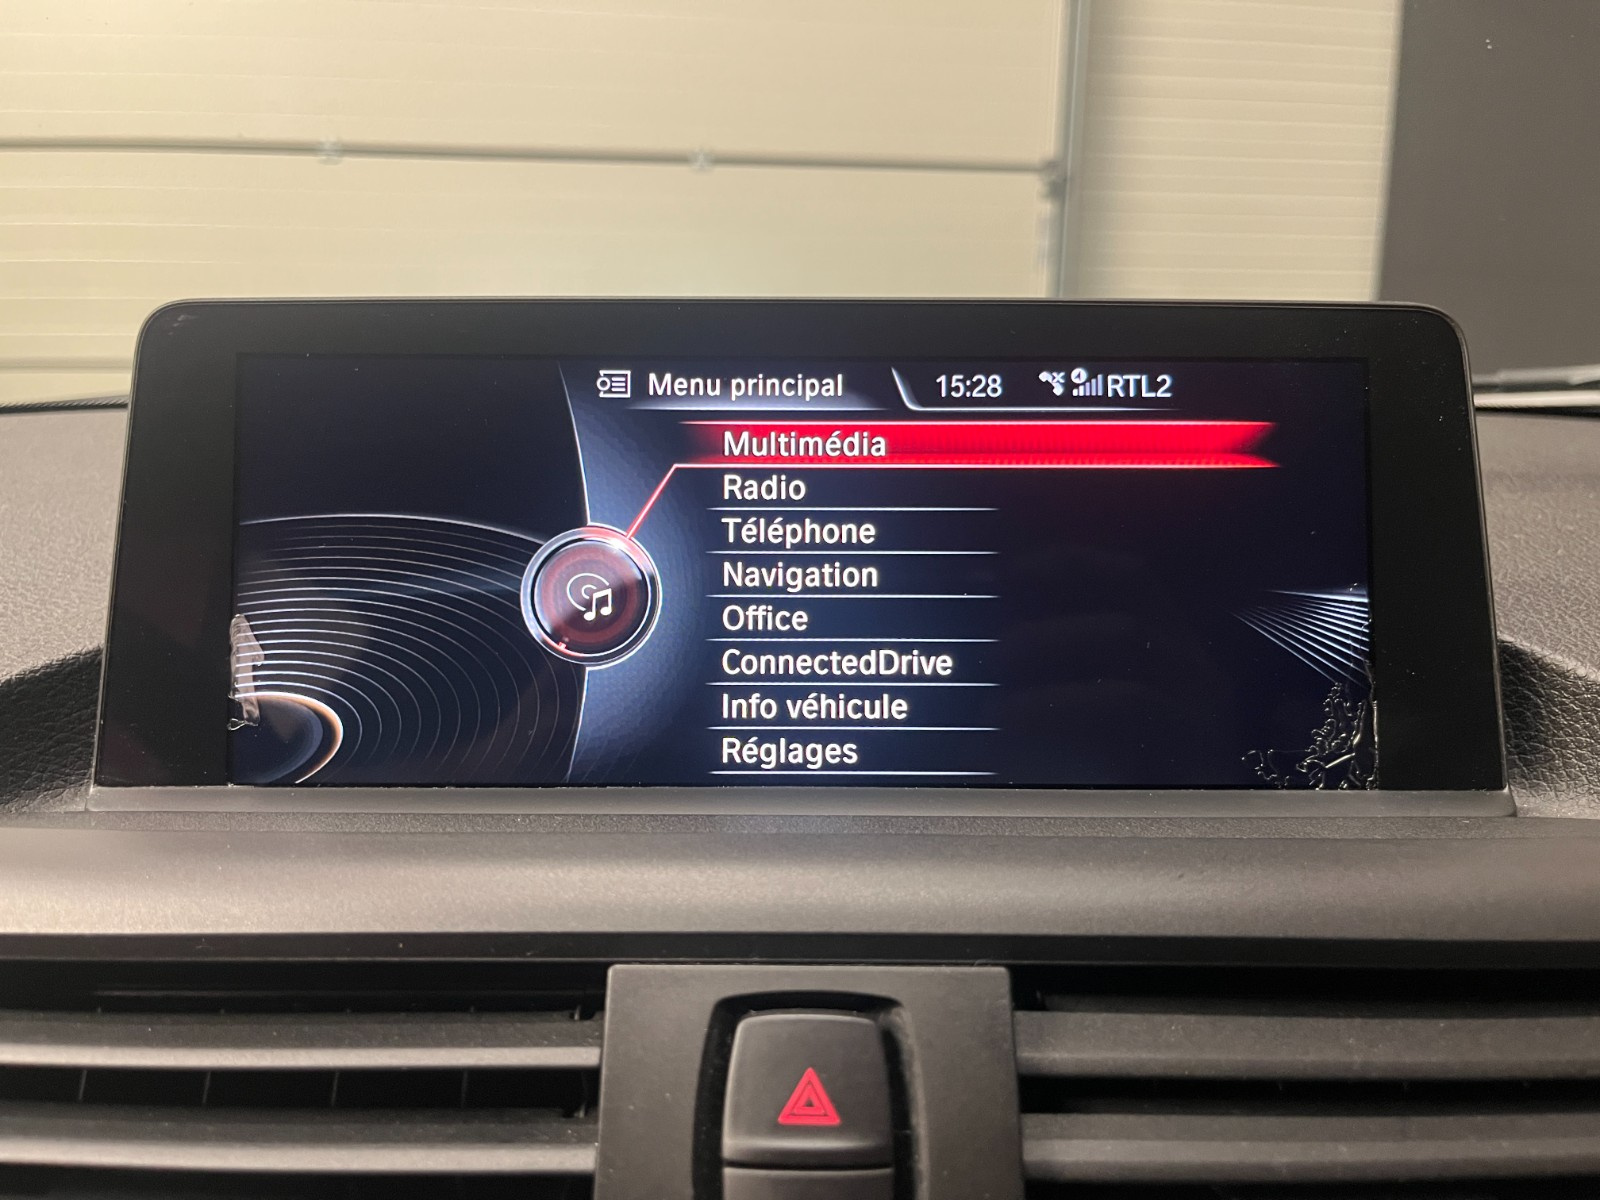 Menu principal 15:28 RTL2
Multimédia
Radio
Téléphone
Navigation
Office
ConnectedDrive
Info véhicule
Réglages